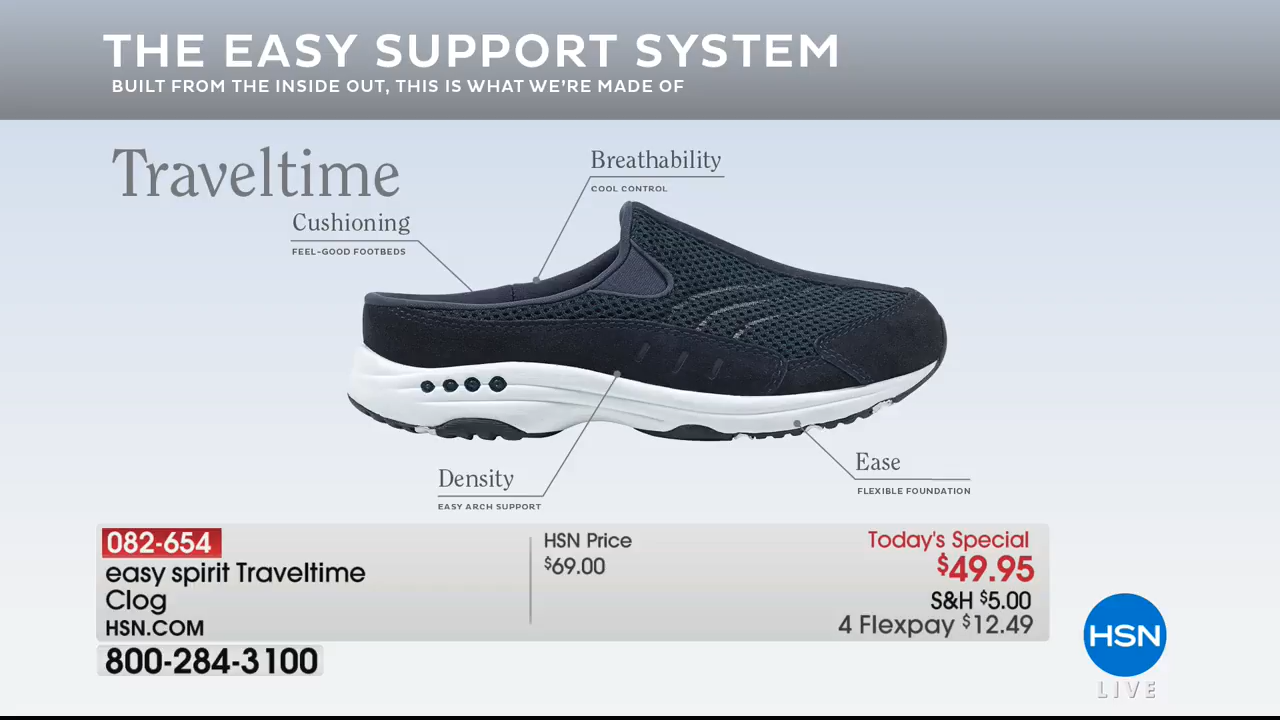 THE EASY SUPPORT SYSTEM
BUILT FROM THE INSIDE OUT, THIS IS WHAT WE'RE MADE OF
Traveltime
Breathability
COOL CONTROL
Cushioning
FEEL-GOOD FOOTBEDS
Density
EASY ARCH SUPPORT
Ease
FLEXIBLE FOUNDATION
082-654
easy spirit Traveltime
Clog
HSN.COM
800-284-3100
HSN Price
$69.00
Today's Special
$49.95
S&H $5.00
4 Flexpay $12.49
HSN
LIVE